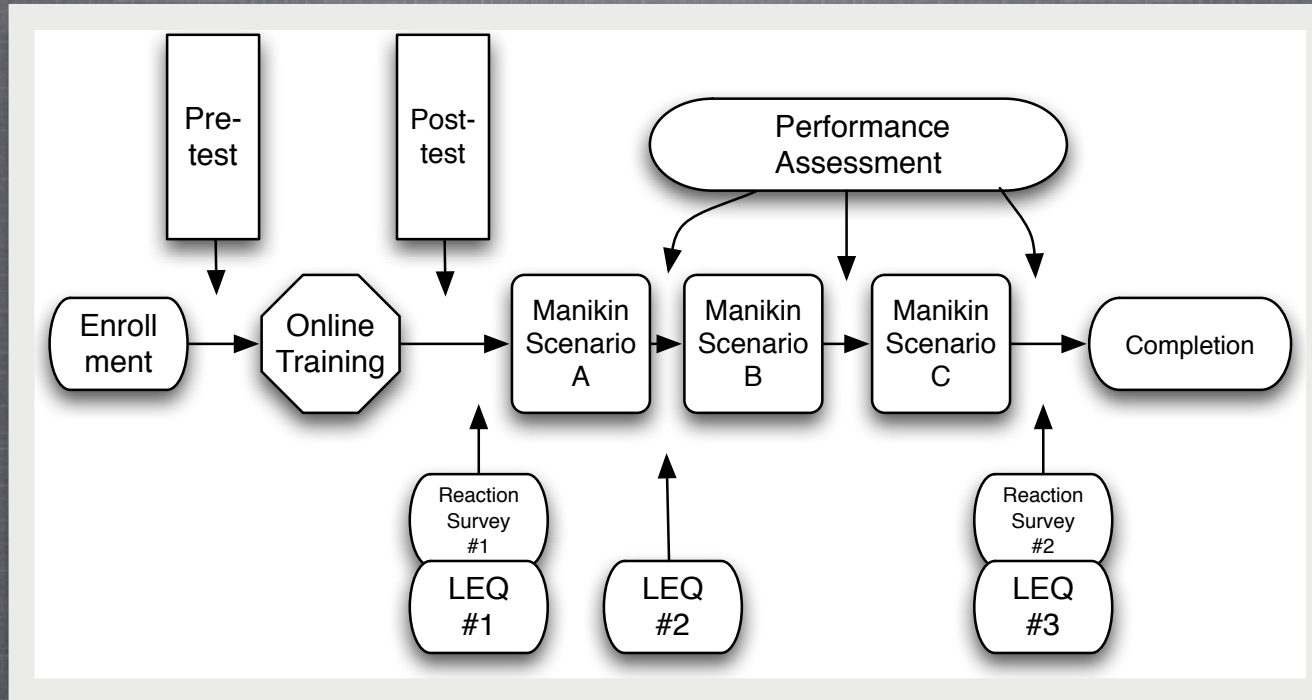 Pre-
test
Post-
test
Performance
Assessment
Enroll
ment
Online
Training
Manikin
Scenario
A
Manikin
Scenario
B
Manikin
Scenario
C
Completion
Reaction
Survey
#1
LEQ
#1
LEQ
#2
Reaction
Survey
#2
LEQ
#3